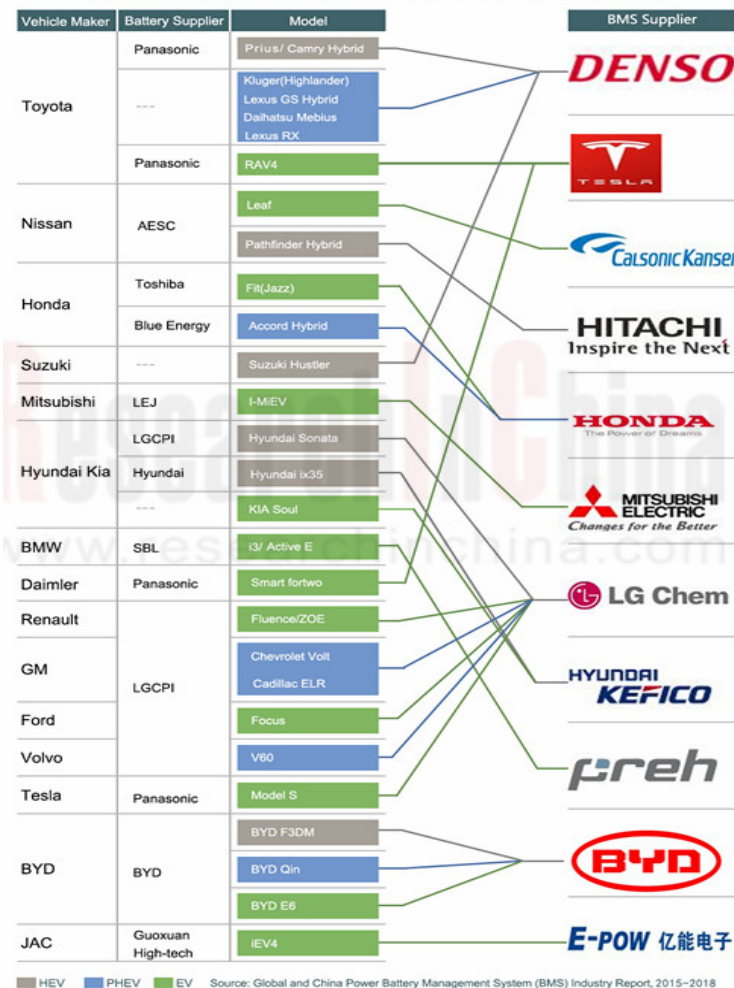 Vehicle Maker Battery Supplier Model BMS Supplier
Panasonic Prius/ Camry Hybrid
DENSO
Toyota
---
Kluger(Highlander)
Lexus GS Hybrid
Daihatsu Mebius
Lexus RX
Panasonic RAV4
TESLA
Nissan AESC
Leaf
Pathfinder Hybrid
CALSONIC Kansei
HITACHI
Inspire the Next
Honda
Toshiba Fit(Jazz)
Blue Energy Accord Hybrid
Suzuki --- Suzuki Hustler
Mitsubishi LEJ I-MiEV
HONDA
The Power of Dreams
Hyundai Kia
LGCPI Hyundai Sonata
Hyundai Hyundai ix35
--- KIA Soul
MITSUBISHI
ELECTRIC
Changes for the Better
BMW SBL i3/ Active E
Daimler Panasonic Smart fortwo
LG Chem
Renault Fluence/ZOE
GM
LGCPI
Chevrolet Volt
Cadillac ELR
HYUNDAI
KEFICO
Ford Focus
Volvo V60
preh
Tesla Panasonic Model S
BYD BYD
BYD F3DM
BYD Qin
BYD E6
BYD
JAC
Guoxuan
High-tech
iEV4
E-POW 亿能电子
HEV PHEV EV Source: Global and China Power Battery Management System (BMS) Industry Report, 2015-2018
ResearchInChina
www.researchinchina.com